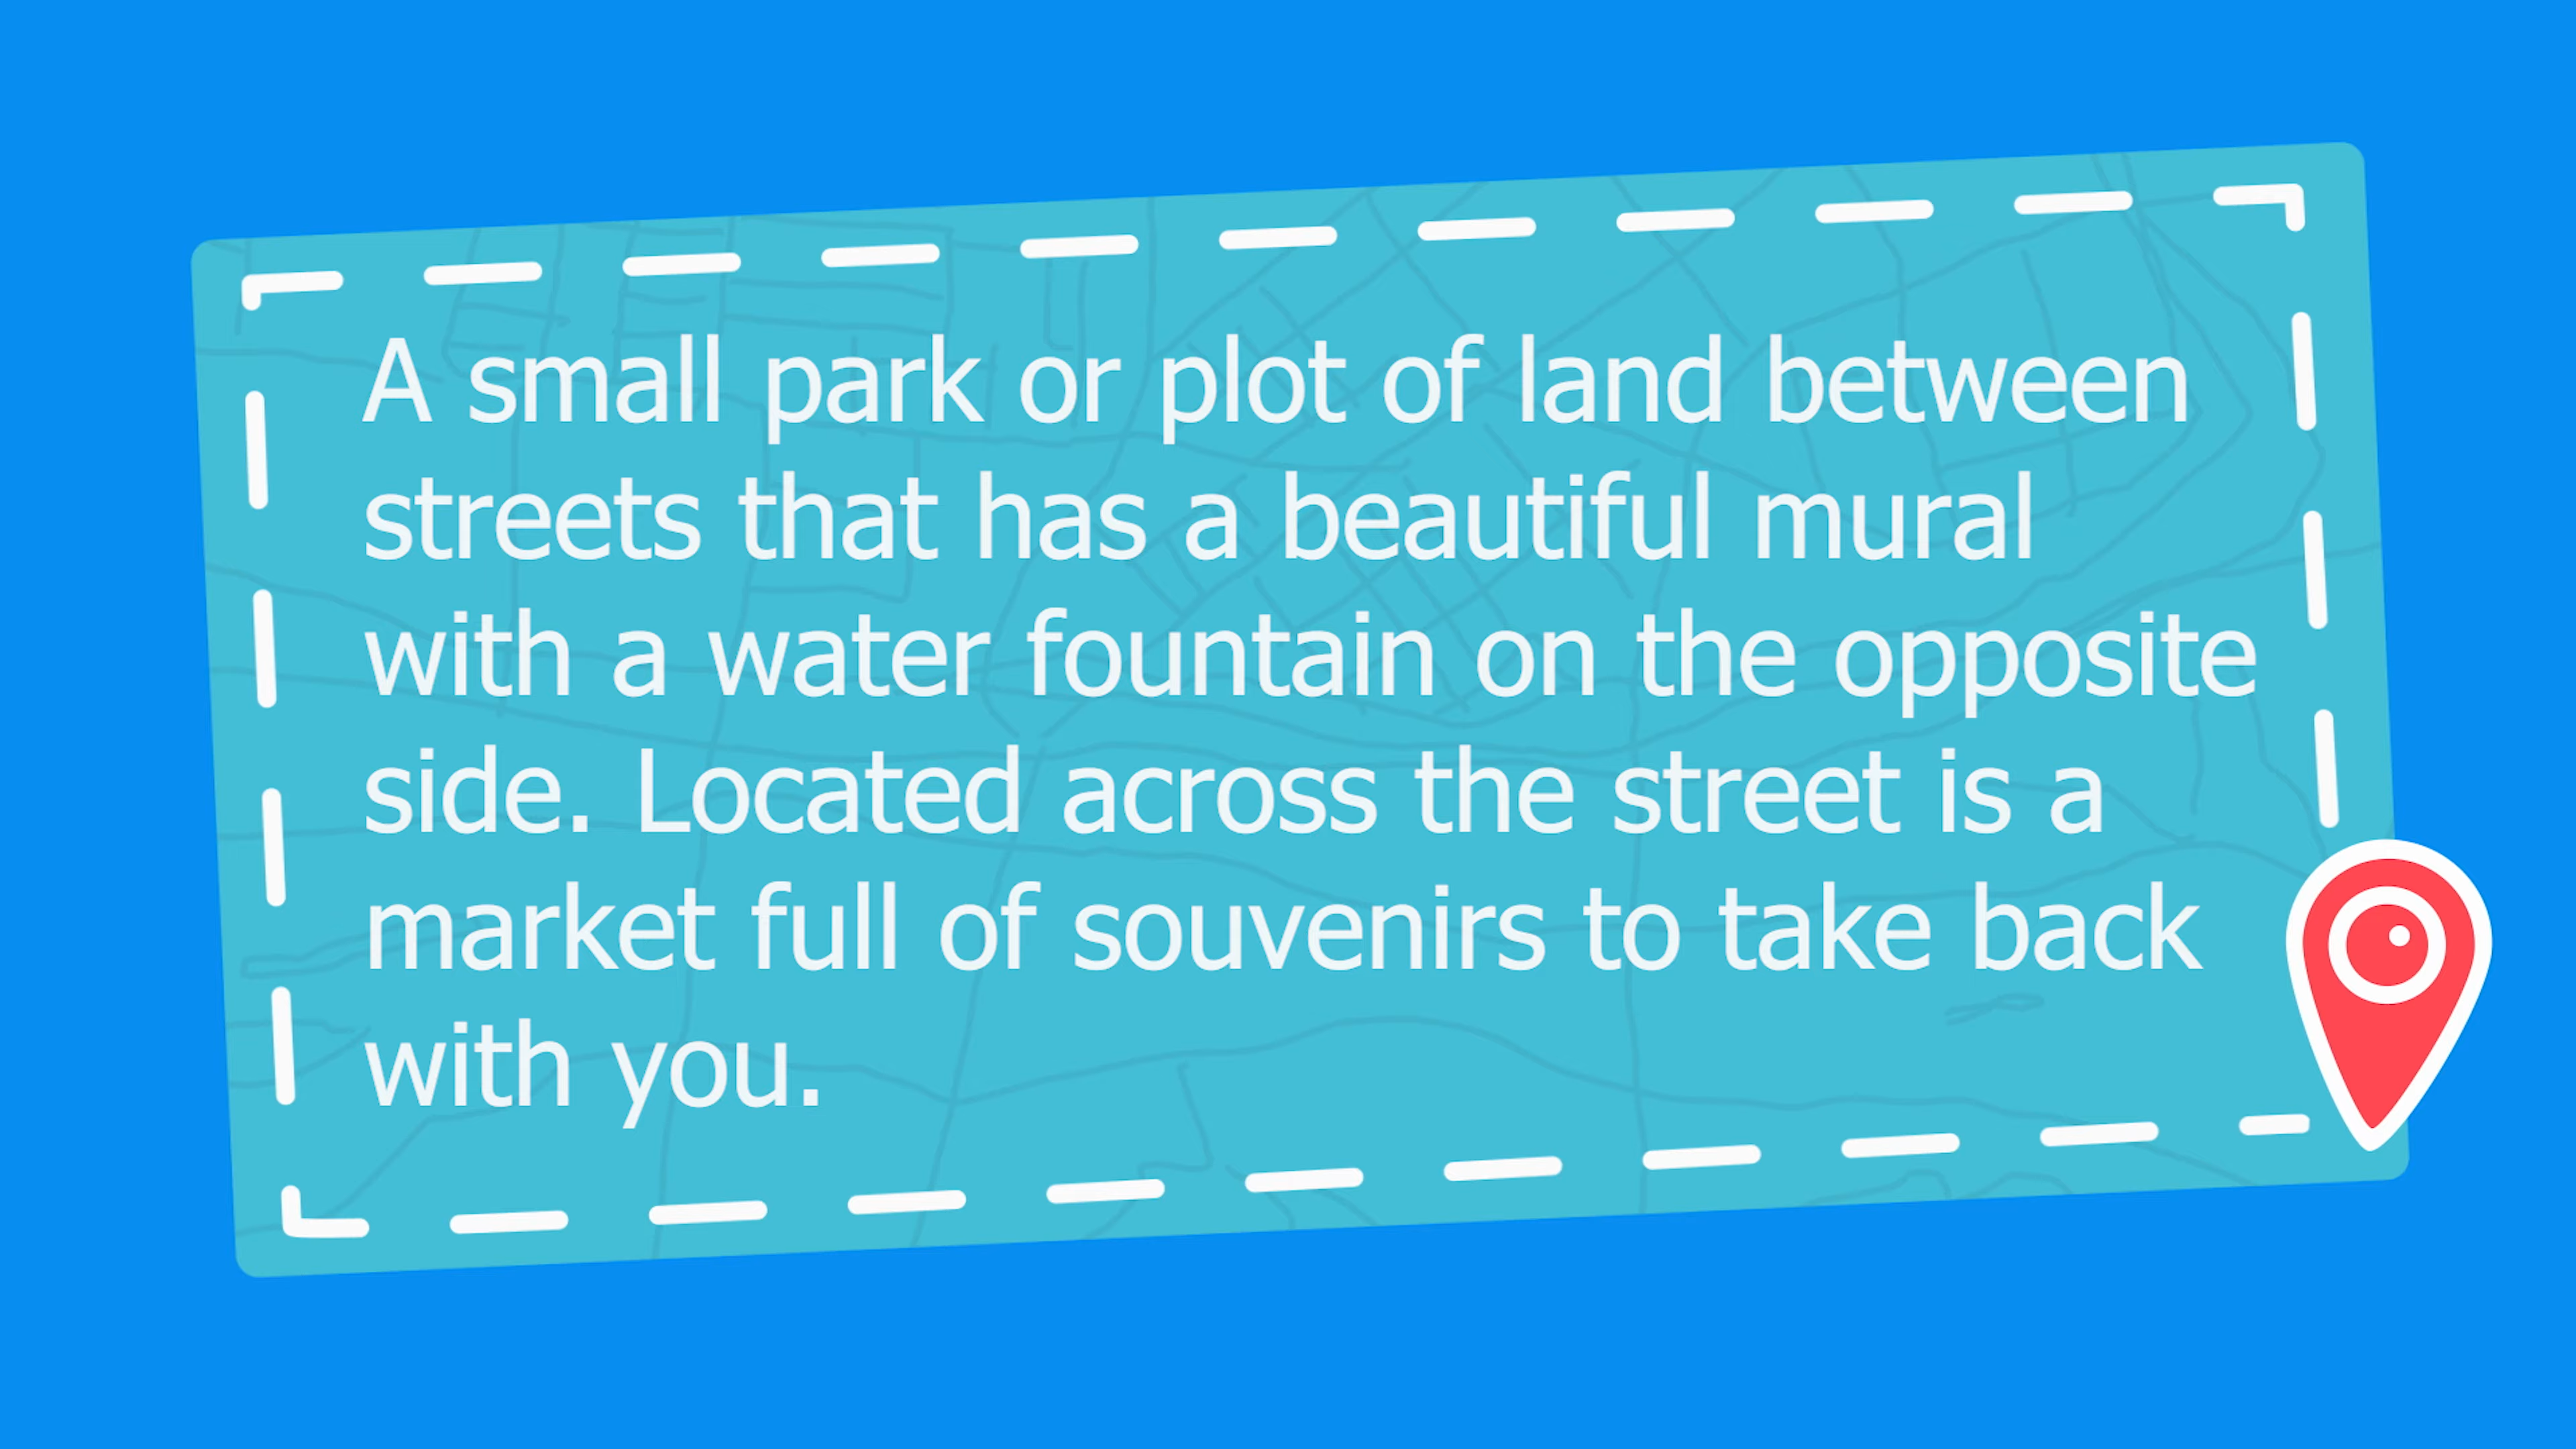 A small park or plot of land between
streets that has a beautiful mural
with a water fountain on the opposite
side. Located across the street is a
market full of souvenirs to take back
with you.